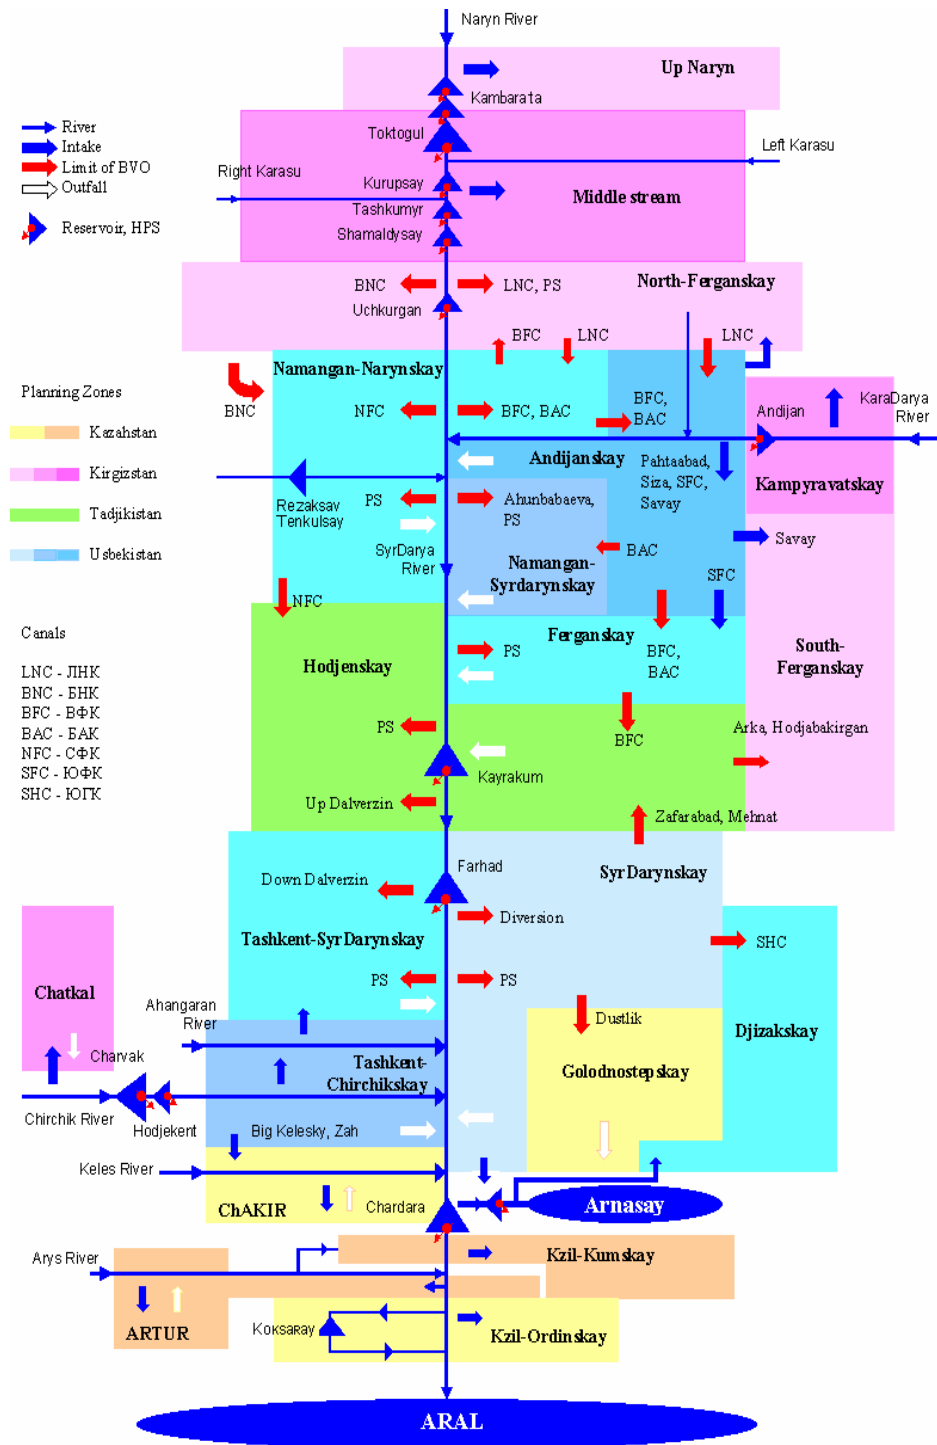 Naryn River
Up Naryn
Kambarata
River
Toktogul
Intake
Left Karasu
Limit of BVO
Right Karasu
Outfall
Kurupsay
Middle stream
Tashkumyr
Reservoir, HPS
Shamaldysay
BNC
LNC, PS
North-Ferganskay
Uchkurgan
BFC
LNC
LNC
Namangan-Narynskay
Planning Zones
BNC
NFC
BFC, BAC
BFC,
BAC
Andijan
KaraDarya
River
Kazahstan
Andijanskay
Pahtaabad,
Siza, SFC,
Savay
Kirgizstan
Kampyravatskay
Rezaksav
Tenkulsay
PS
Ahunbabaeva,
PS
Tadjikistan
SyrDarya
River
Savay
BAC
Usbekistan
Namangan-
Syrdarynskay
SFC
NFC
Canals
Ferganskay
Hodjenskay
PS
BFC,
BAC
South-
Ferganskay
LNC - ЛНК
BNC - БНК
BFC - ВФК
BAC - БАК
NFC - СФК
SFC - ЮФК
SHC - ЮГК
PS
BFC
Arka, Hodjabakirgan
Kayrakum
Up Dalverzin
Zafarabad, Mehnat
Farhad
SyrDarynskay
Down Dalverzin
Diversion
Tashkent-SyrDarynskay
SHC
PS
PS
Chatkal
Ahangaran
River
Dustlik
Djizakskay
Charvak
Tashkent-
Chirchikskay
Golodnostepskay
Chirchik River
Hodjekent
Big Kelesky, Zah
Keles River
ChAKIR
Chardara
Arnasay
Arys River
Kzil-Kumskay
ARTUR
Koksaray
Kzil-Ordinskay
ARAL